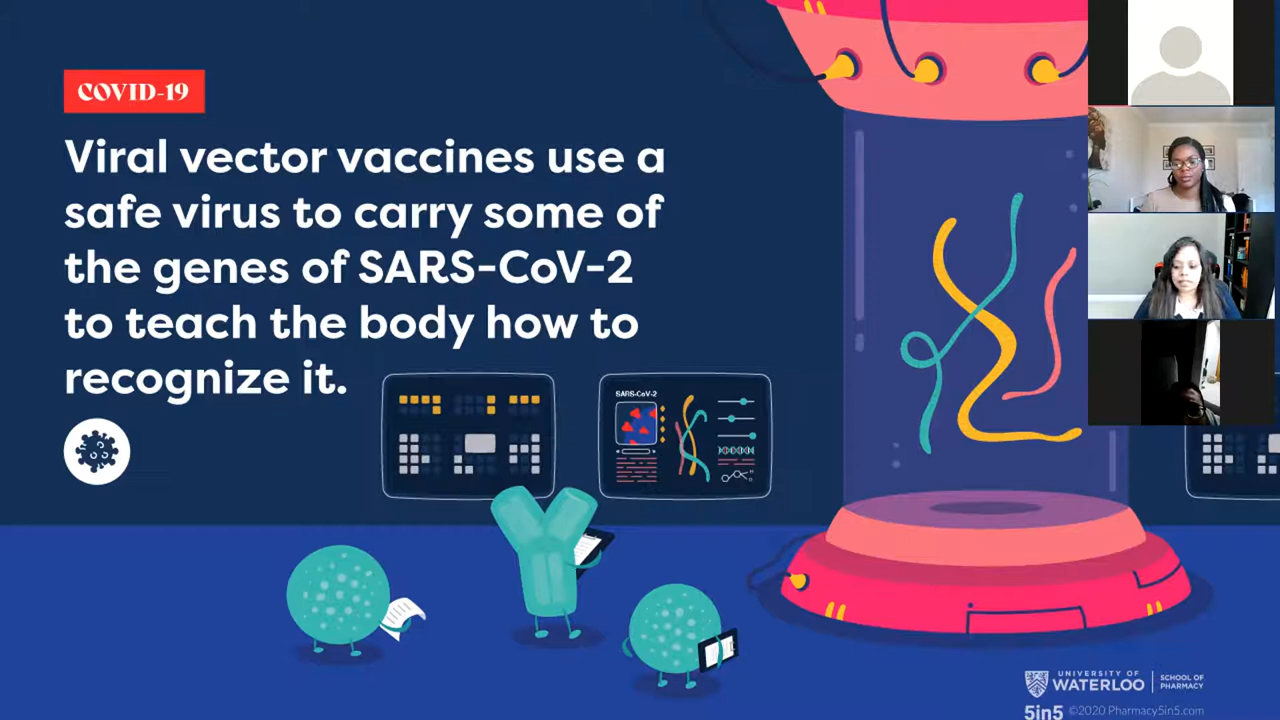 COVID-19
Viral vector vaccines use a
safe virus to carry some of
the genes of SARS-CoV-2
to teach the body how to
recognize it.
SARS-CoV-2
UNIVERSITY OF
WATERLOO
SCHOOL OF
PHARMACY
5in5 ©2020 Pharmacy5in5.com